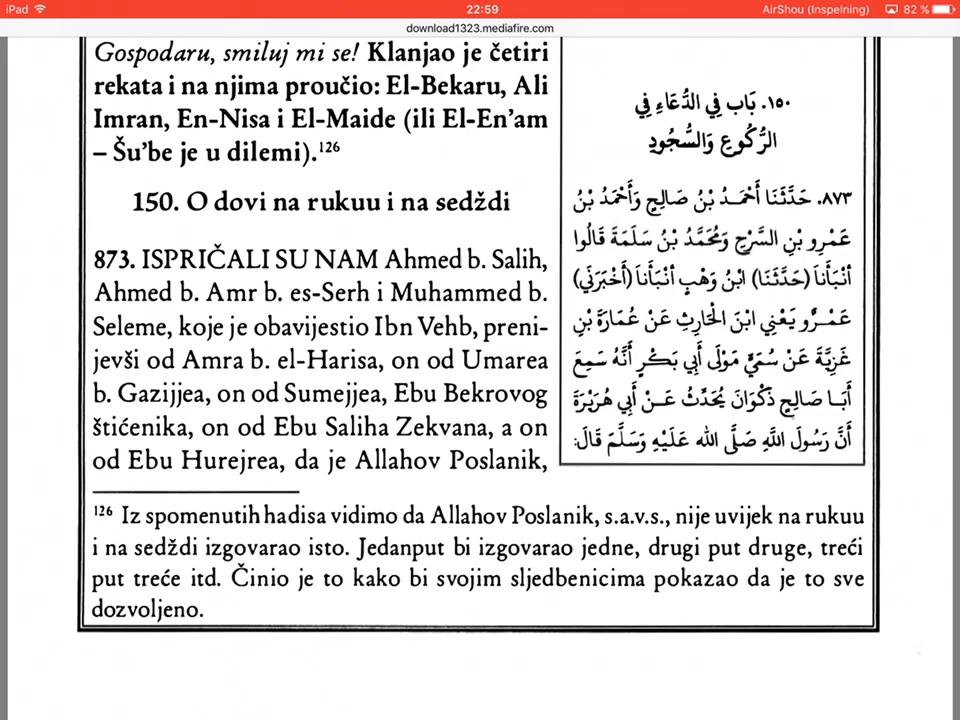 iPad
22:59
AirShou (Inspelning)
82 %
download1323.mediafire.com
Gospodaru, smiluj mi se! Klanjao je četiri
rekata i na njima proučio: El-Bekaru, Ali
Imran, En-Nisa i El-Maide (ili El-En’am
– Šu’be je u dilemi).¹²⁶
150. O dovi na rukuu i na sedždi
873. ISPRIČALI SU NAM Ahmed b. Salih,
Ahmed b. Amr b. es-Serh i Muhammed b.
Seleme, koje je obavijestio Ibn Vehb, preni-
jevši od Amra b. el-Harisa, on od Umarea
b. Gazijjea, on od Sumejjea, Ebu Bekrovog
štićenika, on od Ebu Saliha Zekvana, a on
od Ebu Hurejrea, da je Allahov Poslanik,
١٥٠. بَاب فِي الدُّعَاءِ فِي
الرُّكُوعِ وَالسُّجُودِ
٨٧٣. حَدَّثَنَا أَحْمَدُ بْنُ صَالِحٍ وَأَحْمَدُ بْنُ
عَمْرِو بْنِ السَّرْحِ وَمُحَمَّدُ بْنُ سَلَمَةَ قَالُوا
أَنْبَأَنَا (حَدَّثَنَا) ابْنُ وَهْبٍ أَنْبَأَنَا (أَخْبَرَنِي)
عَمْرٌو يَعْنِي ابْنَ الْحَارِثِ عَنْ عُمَارَةَ بْنِ
غَزِيَّةَ عَنْ سُمَيٍّ مَوْلَى أَبِي بَكْرٍ أَنَّهُ سَمِعَ
أَبَا صَالِحٍ ذَكْوَانَ يُحَدِّثُ عَنْ أَبِي هُرَيْرَةَ
أَنَّ رَسُولَ اللَّهِ صَلَّى الله عَلَيْهِ وَسَلَّمَ قَالَ:
¹²⁶ Iz spomenutih hadisa vidimo da Allahov Poslanik, s.a.v.s., nije uvijek na rukuu
i na sedždi izgovarao isto. Jedanput bi izgovarao jedne, drugi put druge, treći
put treće itd. Činio je to kako bi svojim sljedbenicima pokazao da je to sve
dozvoljeno.